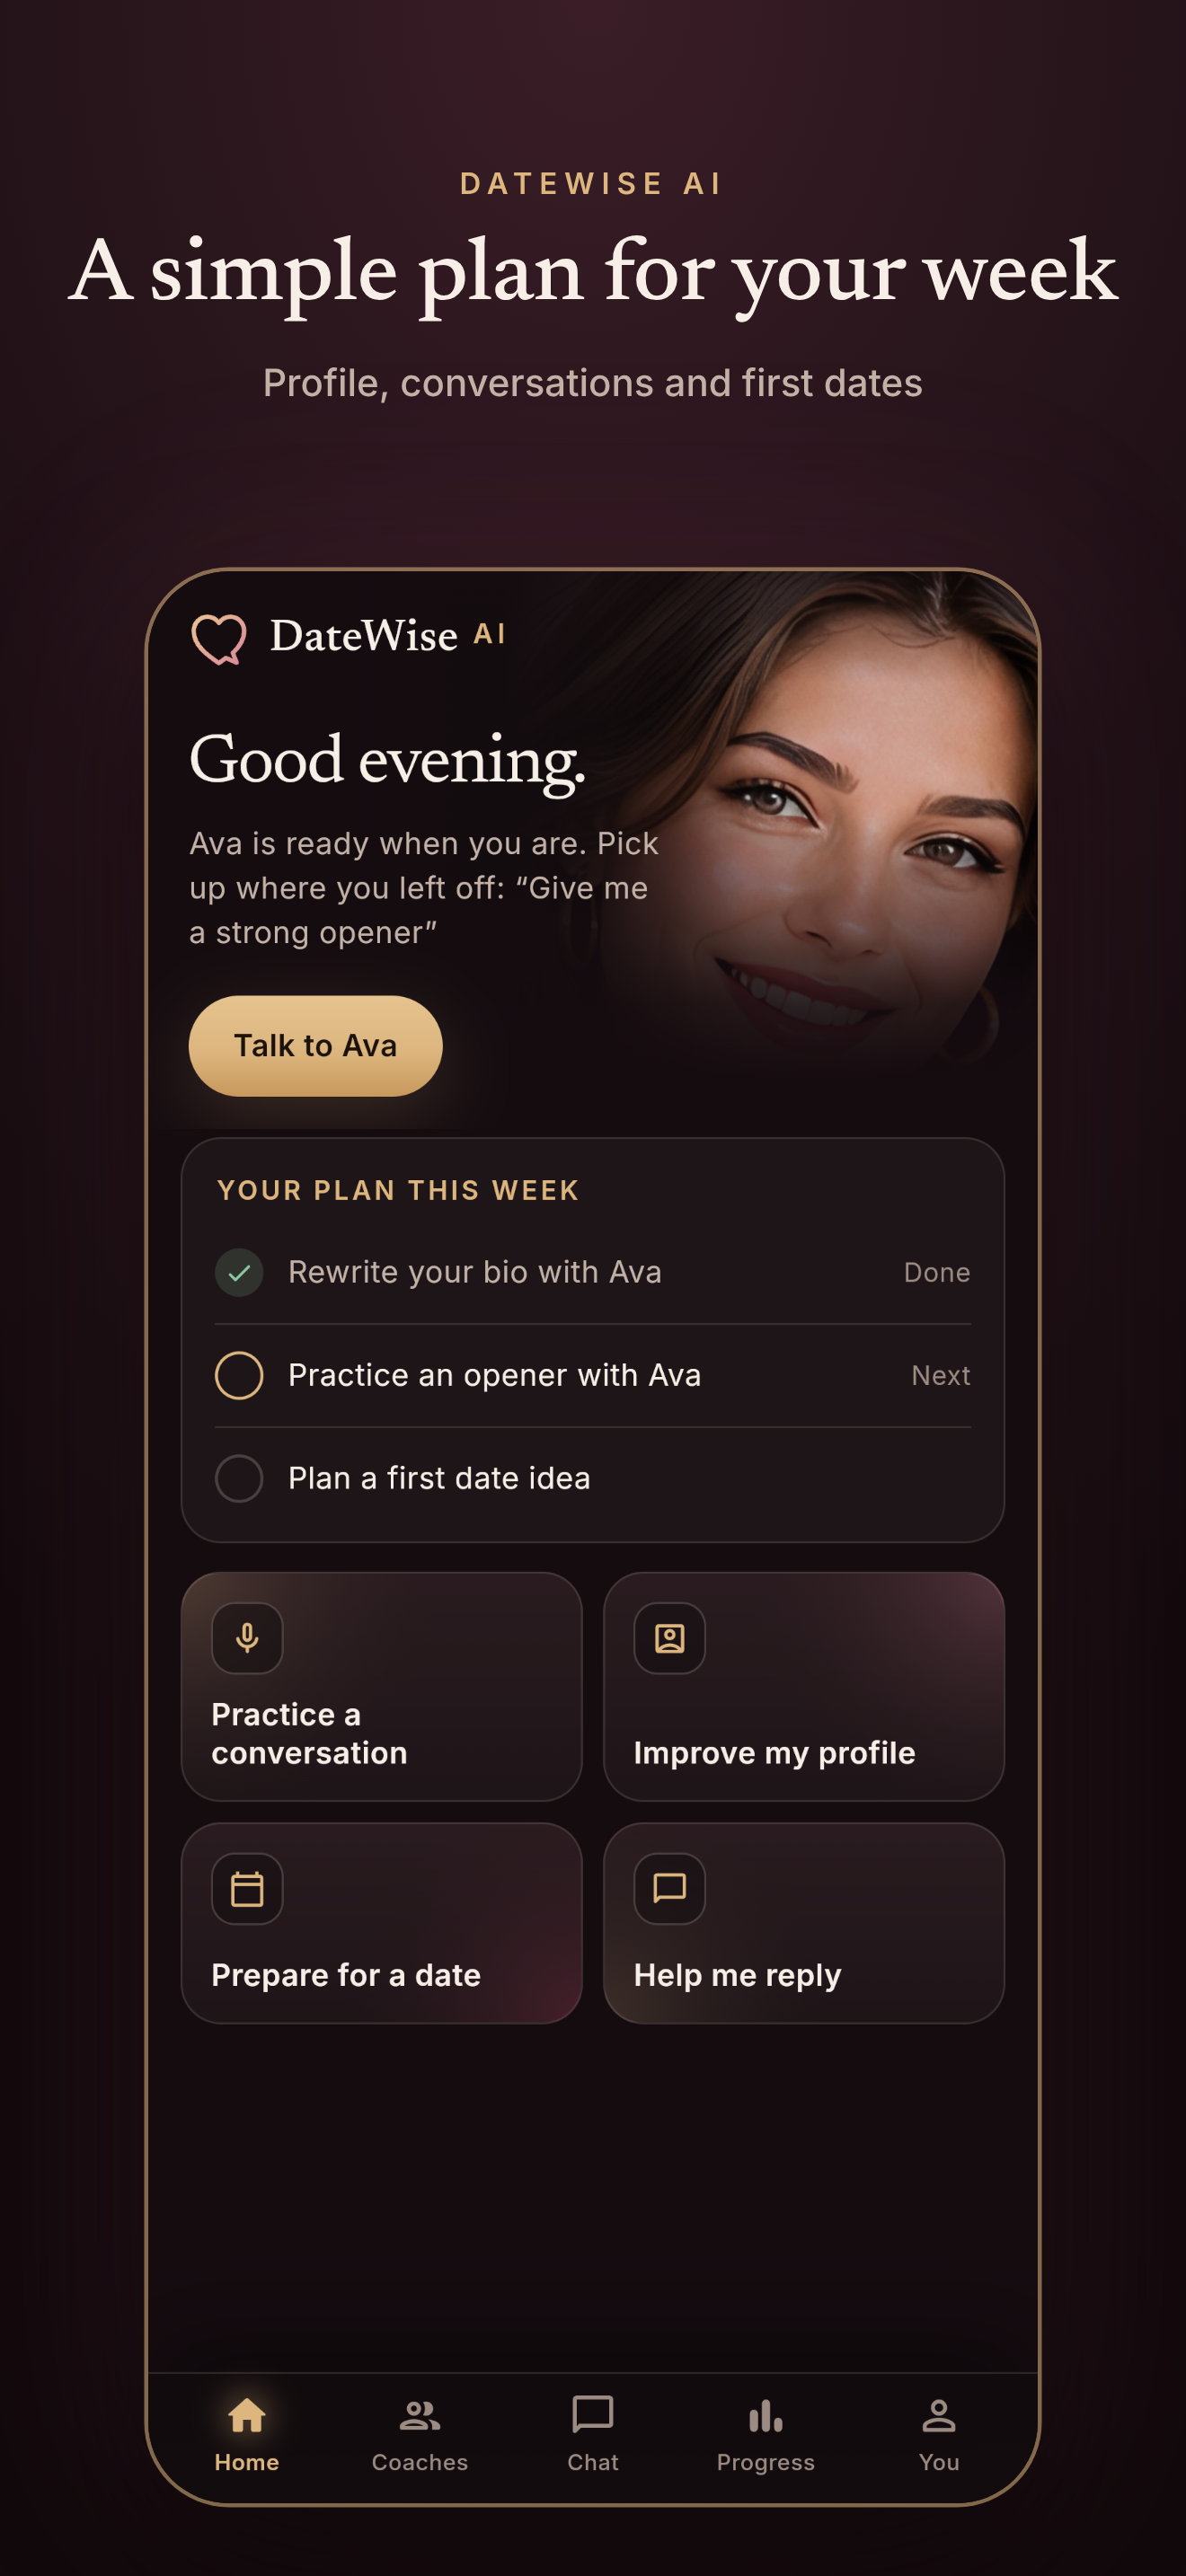 DATEWISE AI
A simple plan for your week
Profile, conversations and first dates
DateWise AI
Good evening.
Ava is ready when you are. Pick
up where you left off: “Give me
a strong opener”
Talk to Ava
YOUR PLAN THIS WEEK
Rewrite your bio with Ava Done
Practice an opener with Ava Next
Plan a first date idea
Practice a
conversation
Improve my profile
Prepare for a date
Help me reply
Home Coaches Chat Progress You